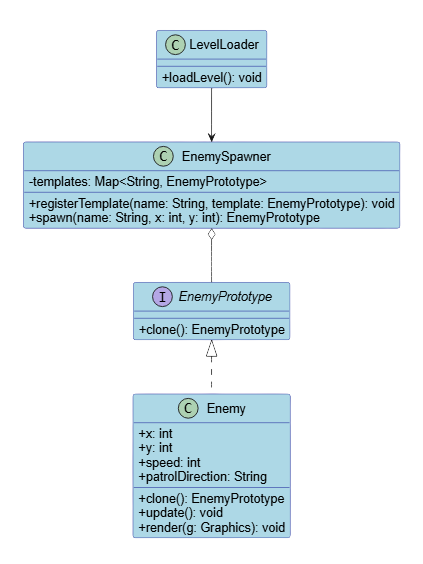 C LevelLoader
+loadLevel(): void
C EnemySpawner
-templates: Map<String, EnemyPrototype>
+registerTemplate(name: String, template: EnemyPrototype): void
+spawn(name: String, x: int, y: int): EnemyPrototype
I EnemyPrototype
+clone(): EnemyPrototype
C Enemy
+x: int
+y: int
+speed: int
+patrolDirection: String
+clone(): EnemyPrototype
+update(): void
+render(g: Graphics): void